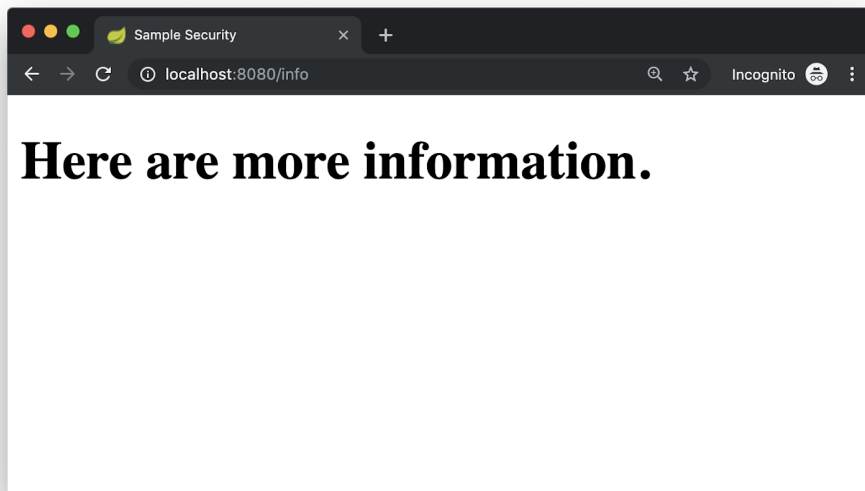 Sample Security
localhost:8080/info
Incognito
Here are more information.